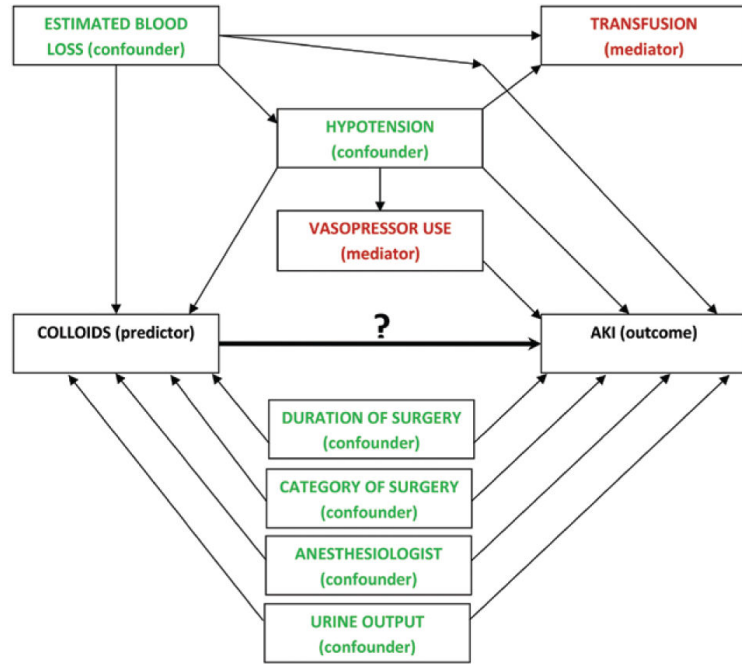 ESTIMATED BLOOD
LOSS (confounder)
TRANSFUSION
(mediator)
HYPOTENSION
(confounder)
VASOPRESSOR USE
(mediator)
COLLOIDS (predictor)
?
AKI (outcome)
DURATION OF SURGERY
(confounder)
CATEGORY OF SURGERY
(confounder)
ANESTHESIOLOGIST
(confounder)
URINE OUTPUT
(confounder)